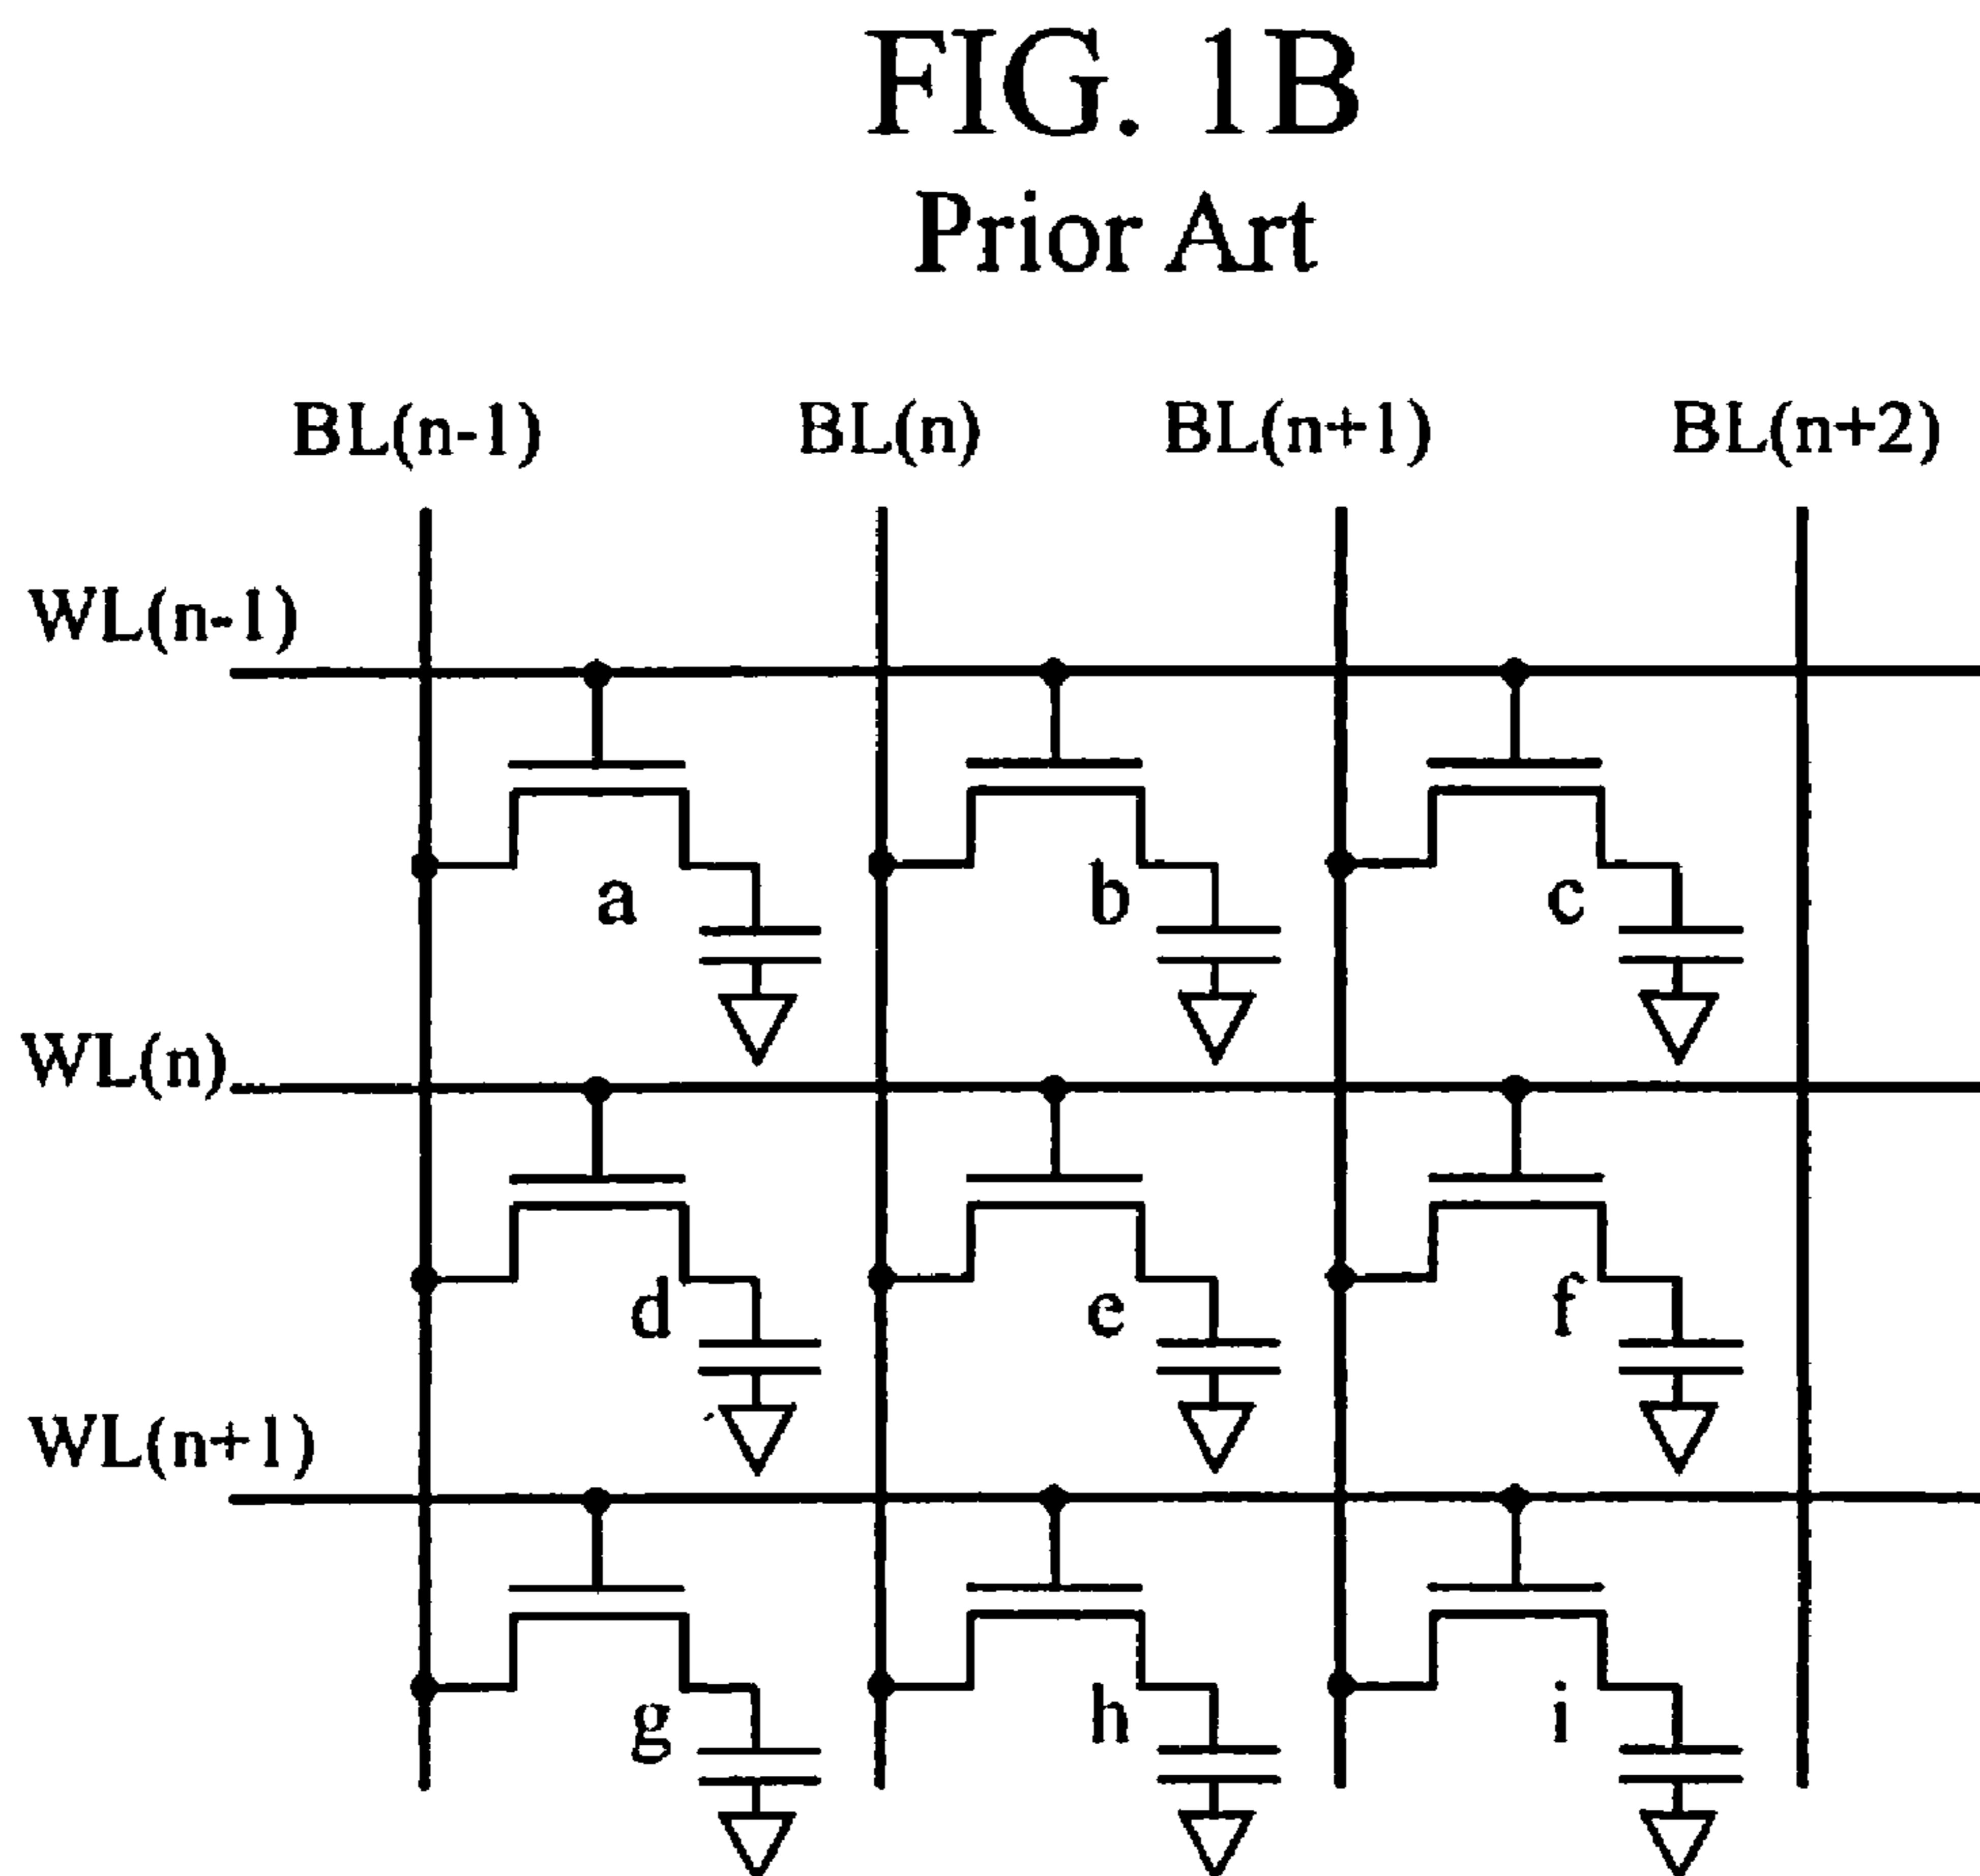 FIG. 1B
Prior Art
BL(n-1) BL(n) BL(n+1) BL(n+2)
WL(n-1)
a b c
WL(n)
d e f
WL(n+1)
g h i